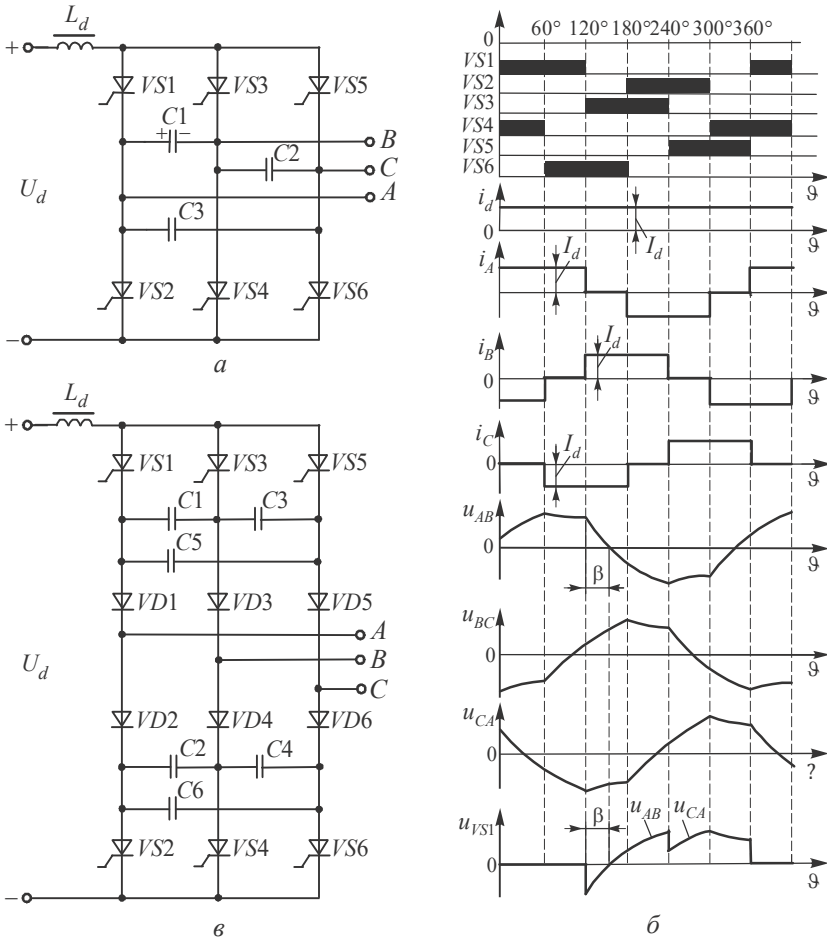 L_d
+
VS1 VS3 VS5
C1
+ −
B
C2
C
A
U_d
C3
VS2 VS4 VS6
−
а
L_d
+
VS1 VS3 VS5
C1 C3
C5
VD1 VD3 VD5
A
U_d
B
C
VD2 VD4 VD6
C2 C4
C6
VS2 VS4 VS6
−
в
60° 120° 180° 240° 300° 360°
0
VS1
VS2
VS3
VS4
VS5
VS6
ϑ
i_d
0
I_d I_d
ϑ
i_A
I_d
0
ϑ
i_B
I_d
0
ϑ
i_C
I_d
0
ϑ
u_AB
0
β
ϑ
u_BC
0
ϑ
u_CA
0
?
u_VS1
β
u_AB u_CA
0
ϑ
б